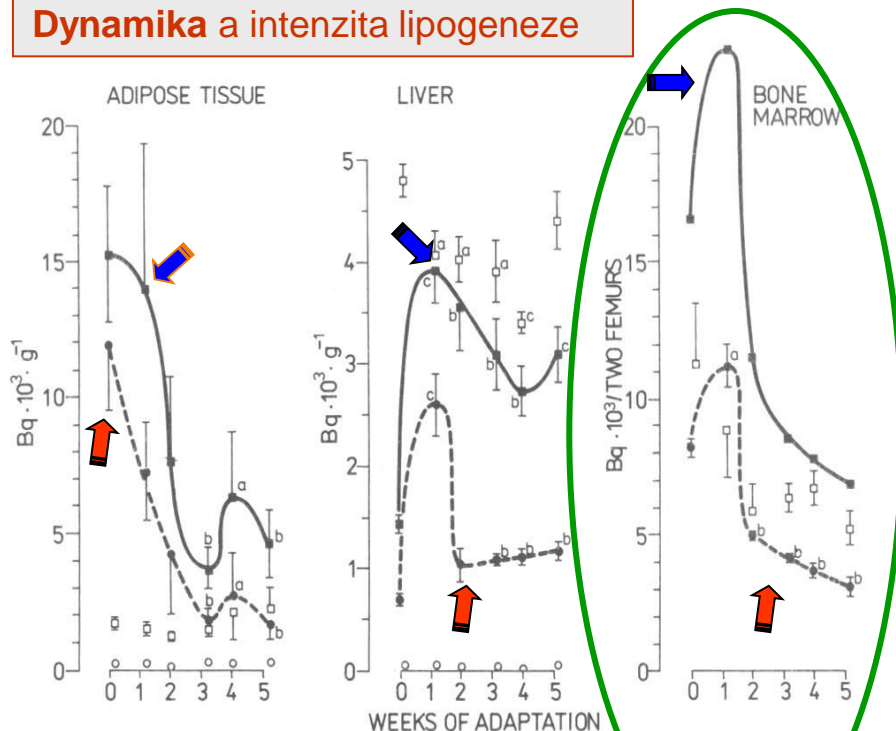 Dynamika a intenzita lipogeneze
ADIPOSE TISSUE
20
15
10
5
0
Bq·10³·g⁻¹
a
b
b
a
b
0 1 2 3 4 5
LIVER
5
4
3
2
1
0
Bq·10³·g⁻¹
a
a
a
c
c
b
b
b
c
c
b
b
b
0 1 2 3 4 5
WEEKS OF ADAPTATION
BONE
MARROW
20
15
10
5
0
Bq·10³/TWO FEMURS
a
b
b
b
b
0 1 2 3 4 5